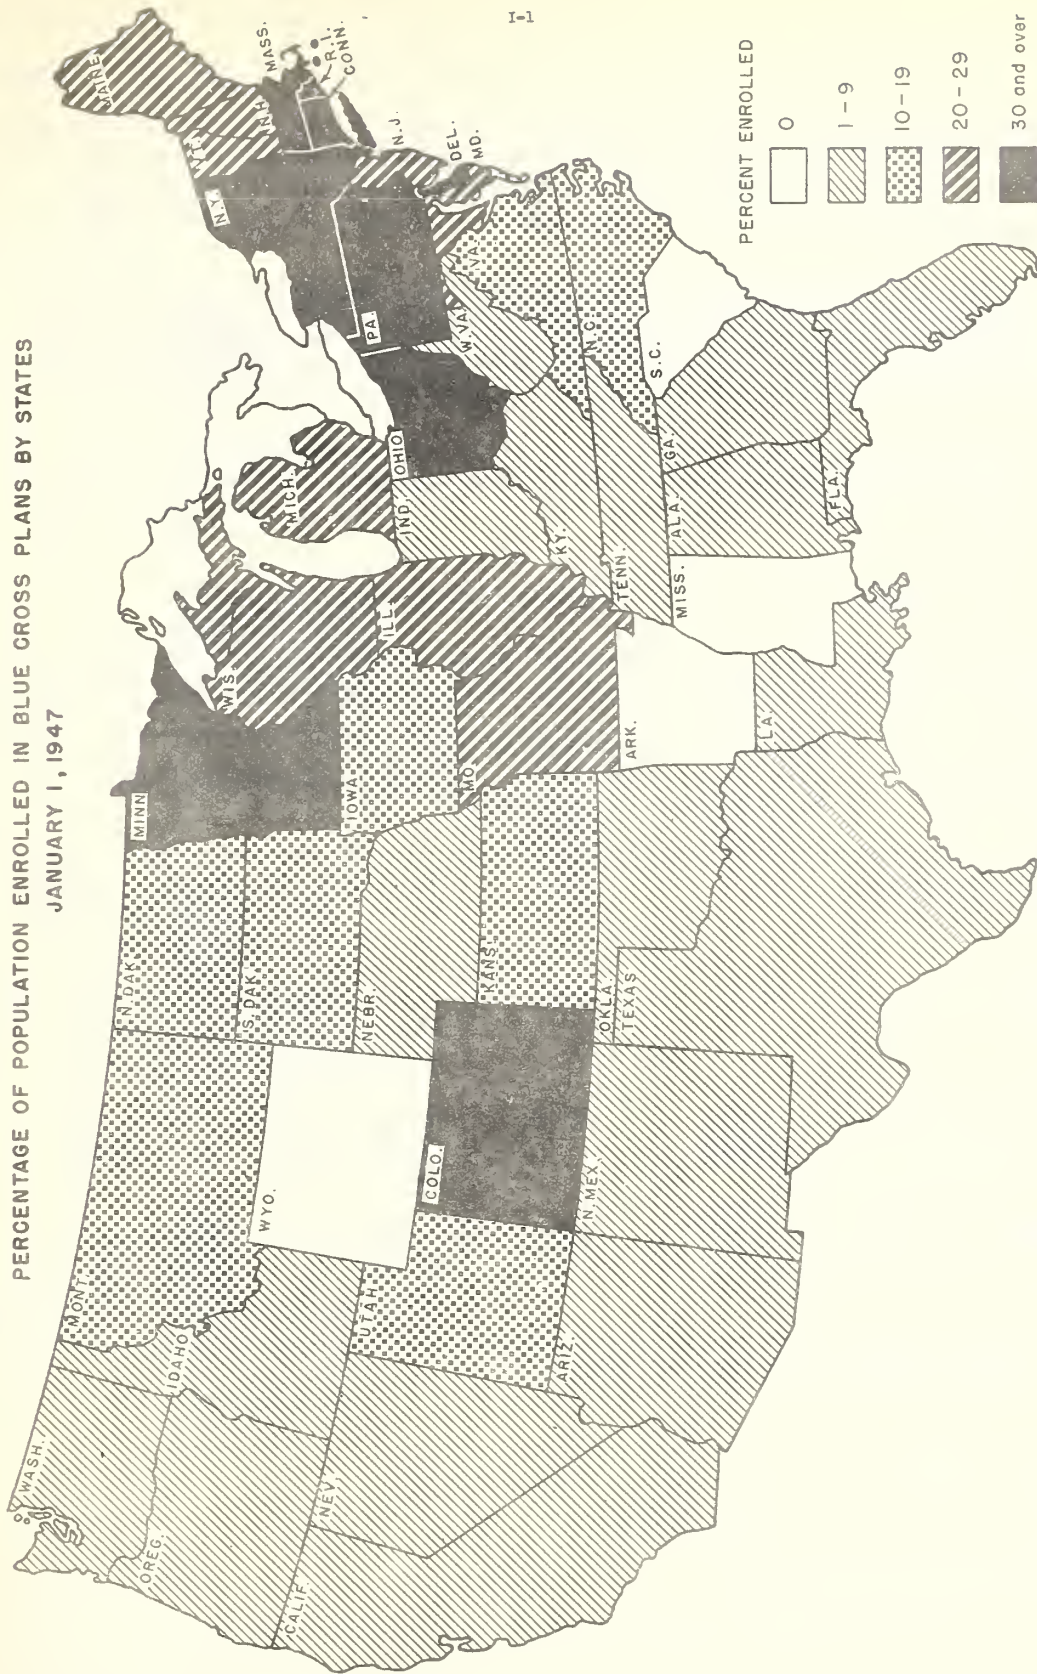 I-1
PERCENTAGE OF POPULATION ENROLLED IN BLUE CROSS PLANS BY STATES
JANUARY 1, 1947
WASH.
OREG.
CALIF.
NEV.
IDAHO
MONT.
WYO.
UTAH
ARIZ.
COLO.
N. MEX.
N. DAK.
S. DAK.
NEBR.
KANS.
OKLA.
TEXAS
MINN.
IOWA
MO.
ARK.
LA.
WIS.
ILL.
MICH.
IND.
OHIO
KY.
TENN.
MISS.
ALA.
GA.
FLA.
S.C.
N.C.
VA.
W.VA.
PA.
N.Y.
VT.
N.H.
MAINE
MASS.
R.I.
CONN.
N.J.
DEL.
MD.
PERCENT ENROLLED
0
1 - 9
10 - 19
20 - 29
30 and over